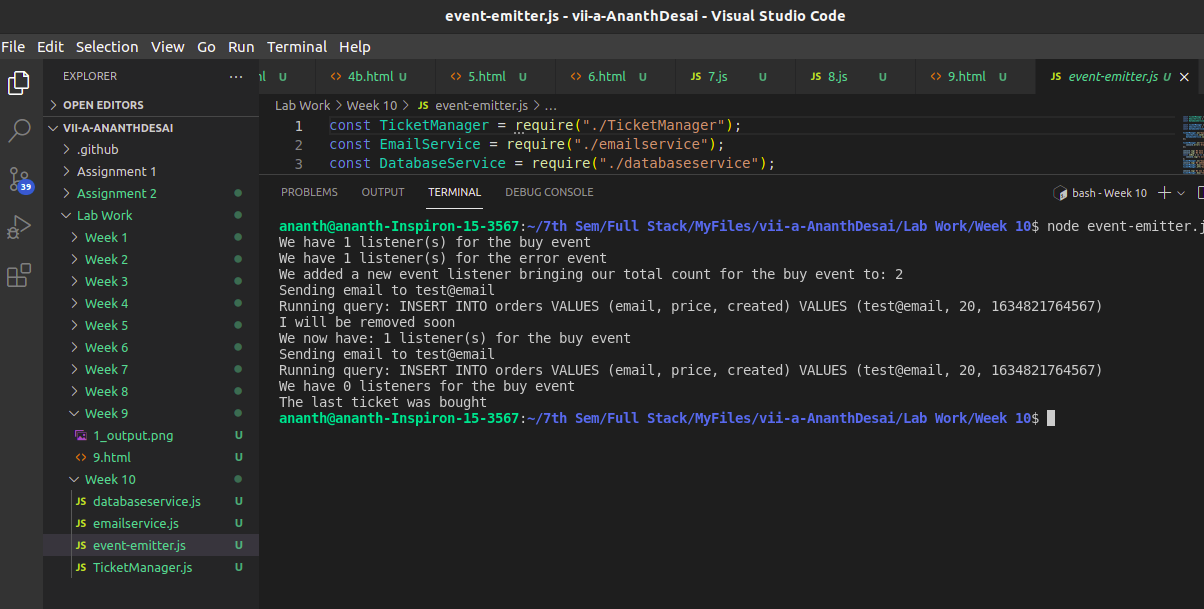 event-emitter.js - vii-a-AnanthDesai - Visual Studio Code
File Edit Selection View Go Run Terminal Help
EXPLORER ...
OPEN EDITORS
VII-A-ANANTHDESAI
.github
Assignment 1
Assignment 2
Lab Work
Week 1
Week 2
Week 3
Week 4
Week 5
Week 6
Week 7
Week 8
Week 9
1_output.png U
<> 9.html U
Week 10
JS databaseservice.js U
JS emailservice.js U
JS event-emitter.js U
JS TicketManager.js U
39
U <> 4b.html U <> 5.html U <> 6.html U JS 7.js U JS 8.js U <> 9.html U JS event-emitter.js U
Lab Work > Week 10 > JS event-emitter.js > ...
1 const TicketManager = require("./TicketManager");
2 const EmailService = require("./emailservice");
3 const DatabaseService = require("./databaseservice");
PROBLEMS OUTPUT TERMINAL DEBUG CONSOLE bash - Week 10
ananth@ananth-Inspiron-15-3567:~/7th Sem/Full Stack/MyFiles/vii-a-AnanthDesai/Lab Work/Week 10$ node event-emitter.j
We have 1 listener(s) for the buy event
We have 1 listener(s) for the error event
We added a new event listener bringing our total count for the buy event to: 2
Sending email to test@email
Running query: INSERT INTO orders VALUES (email, price, created) VALUES (test@email, 20, 1634821764567)
I will be removed soon
We now have: 1 listener(s) for the buy event
Sending email to test@email
Running query: INSERT INTO orders VALUES (email, price, created) VALUES (test@email, 20, 1634821764567)
We have 0 listeners for the buy event
The last ticket was bought
ananth@ananth-Inspiron-15-3567:~/7th Sem/Full Stack/MyFiles/vii-a-AnanthDesai/Lab Work/Week 10$